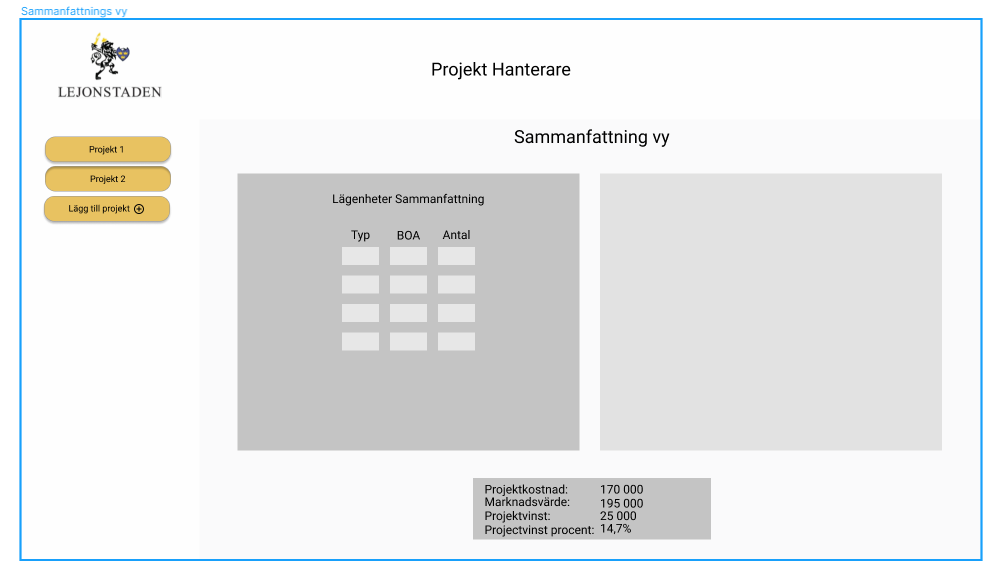 Sammanfattnings vy
LEJONSTADEN
Projekt Hanterare
Projekt 1
Projekt 2
Lägg till projekt
Sammanfattning vy
Lägenheter Sammanfattning
Typ BOA Antal
Projektkostnad: 170 000
Marknadsvärde: 195 000
Projektvinst: 25 000
Projectvinst procent: 14,7%